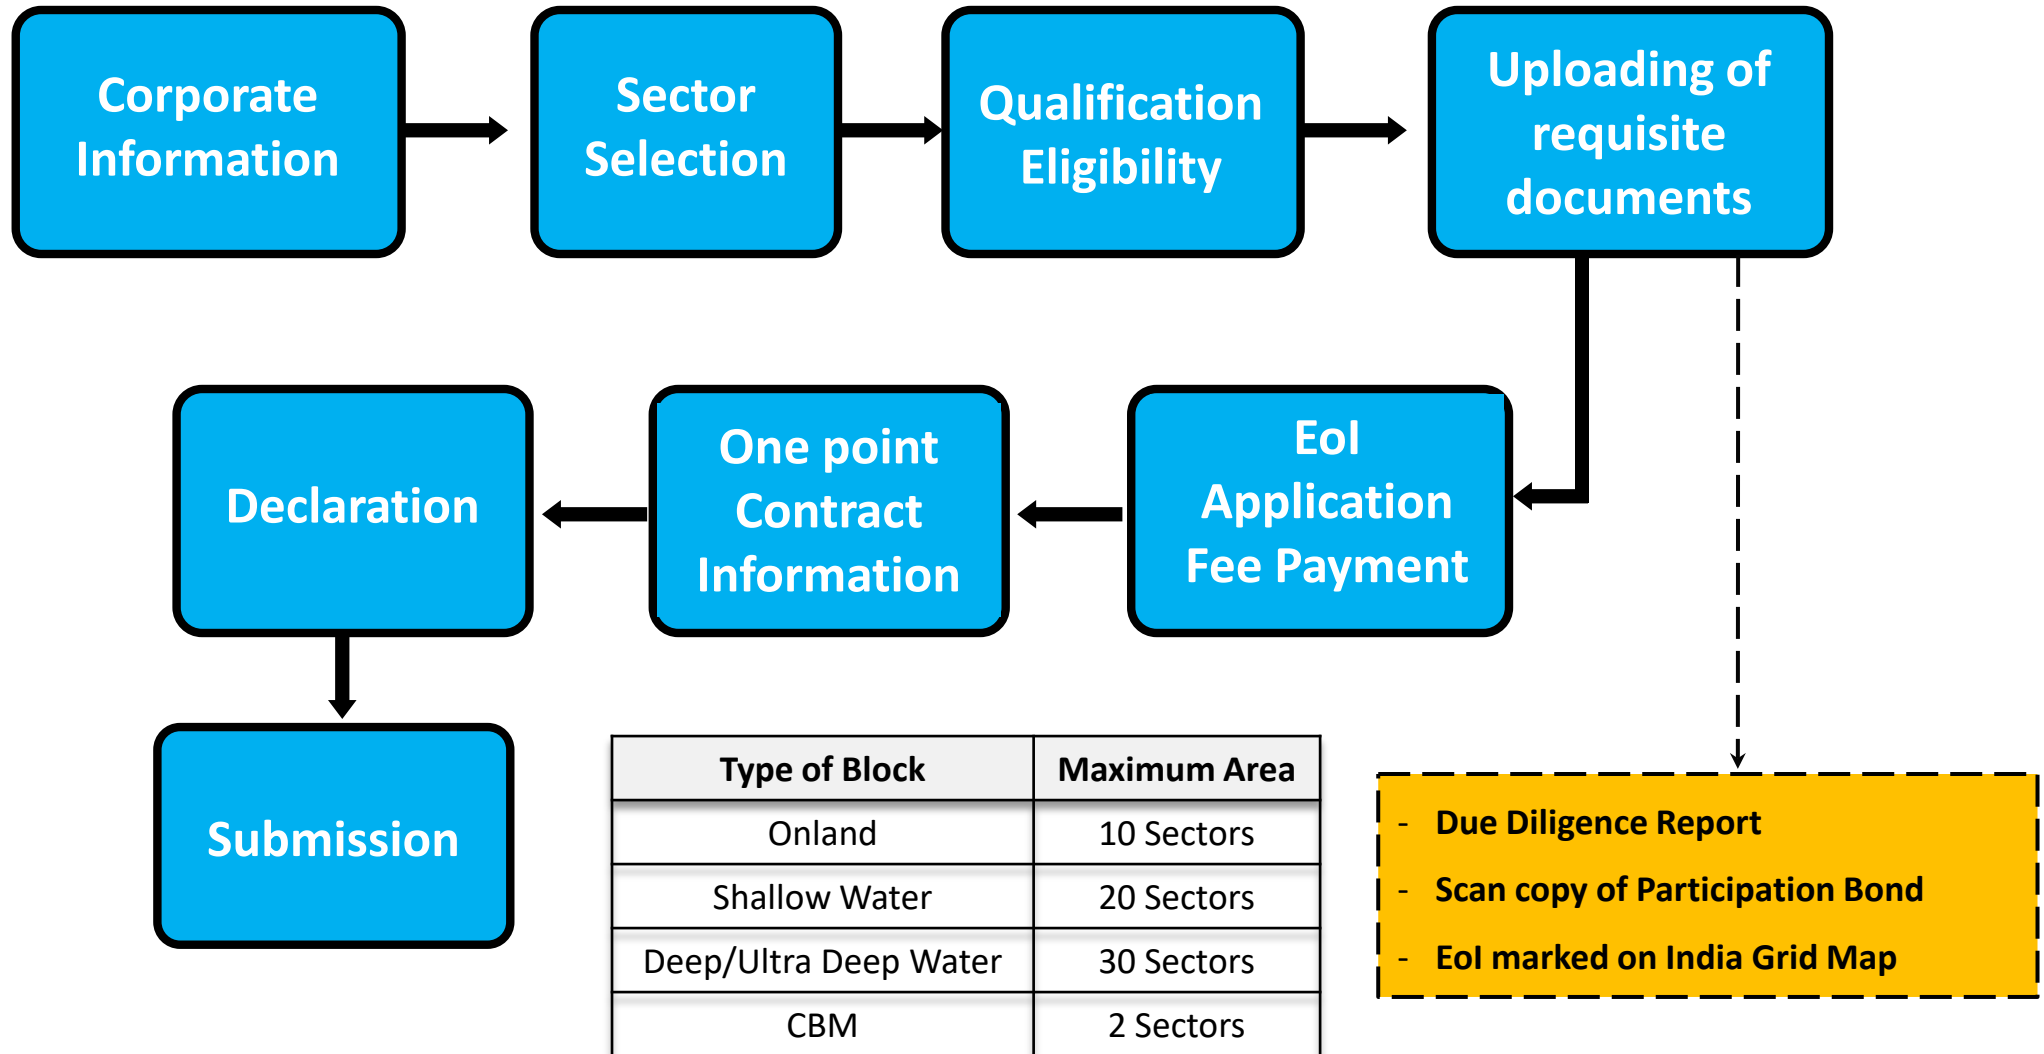 Corporate
Information
Sector
Selection
Qualification
Eligibility
Uploading of
requisite
documents
EoI
Application
Fee Payment
One point
Contract
Information
Declaration
Submission
Type of Block Maximum Area
Onland 10 Sectors
Shallow Water 20 Sectors
Deep/Ultra Deep Water 30 Sectors
CBM 2 Sectors
- Due Diligence Report
- Scan copy of Participation Bond
- EoI marked on India Grid Map